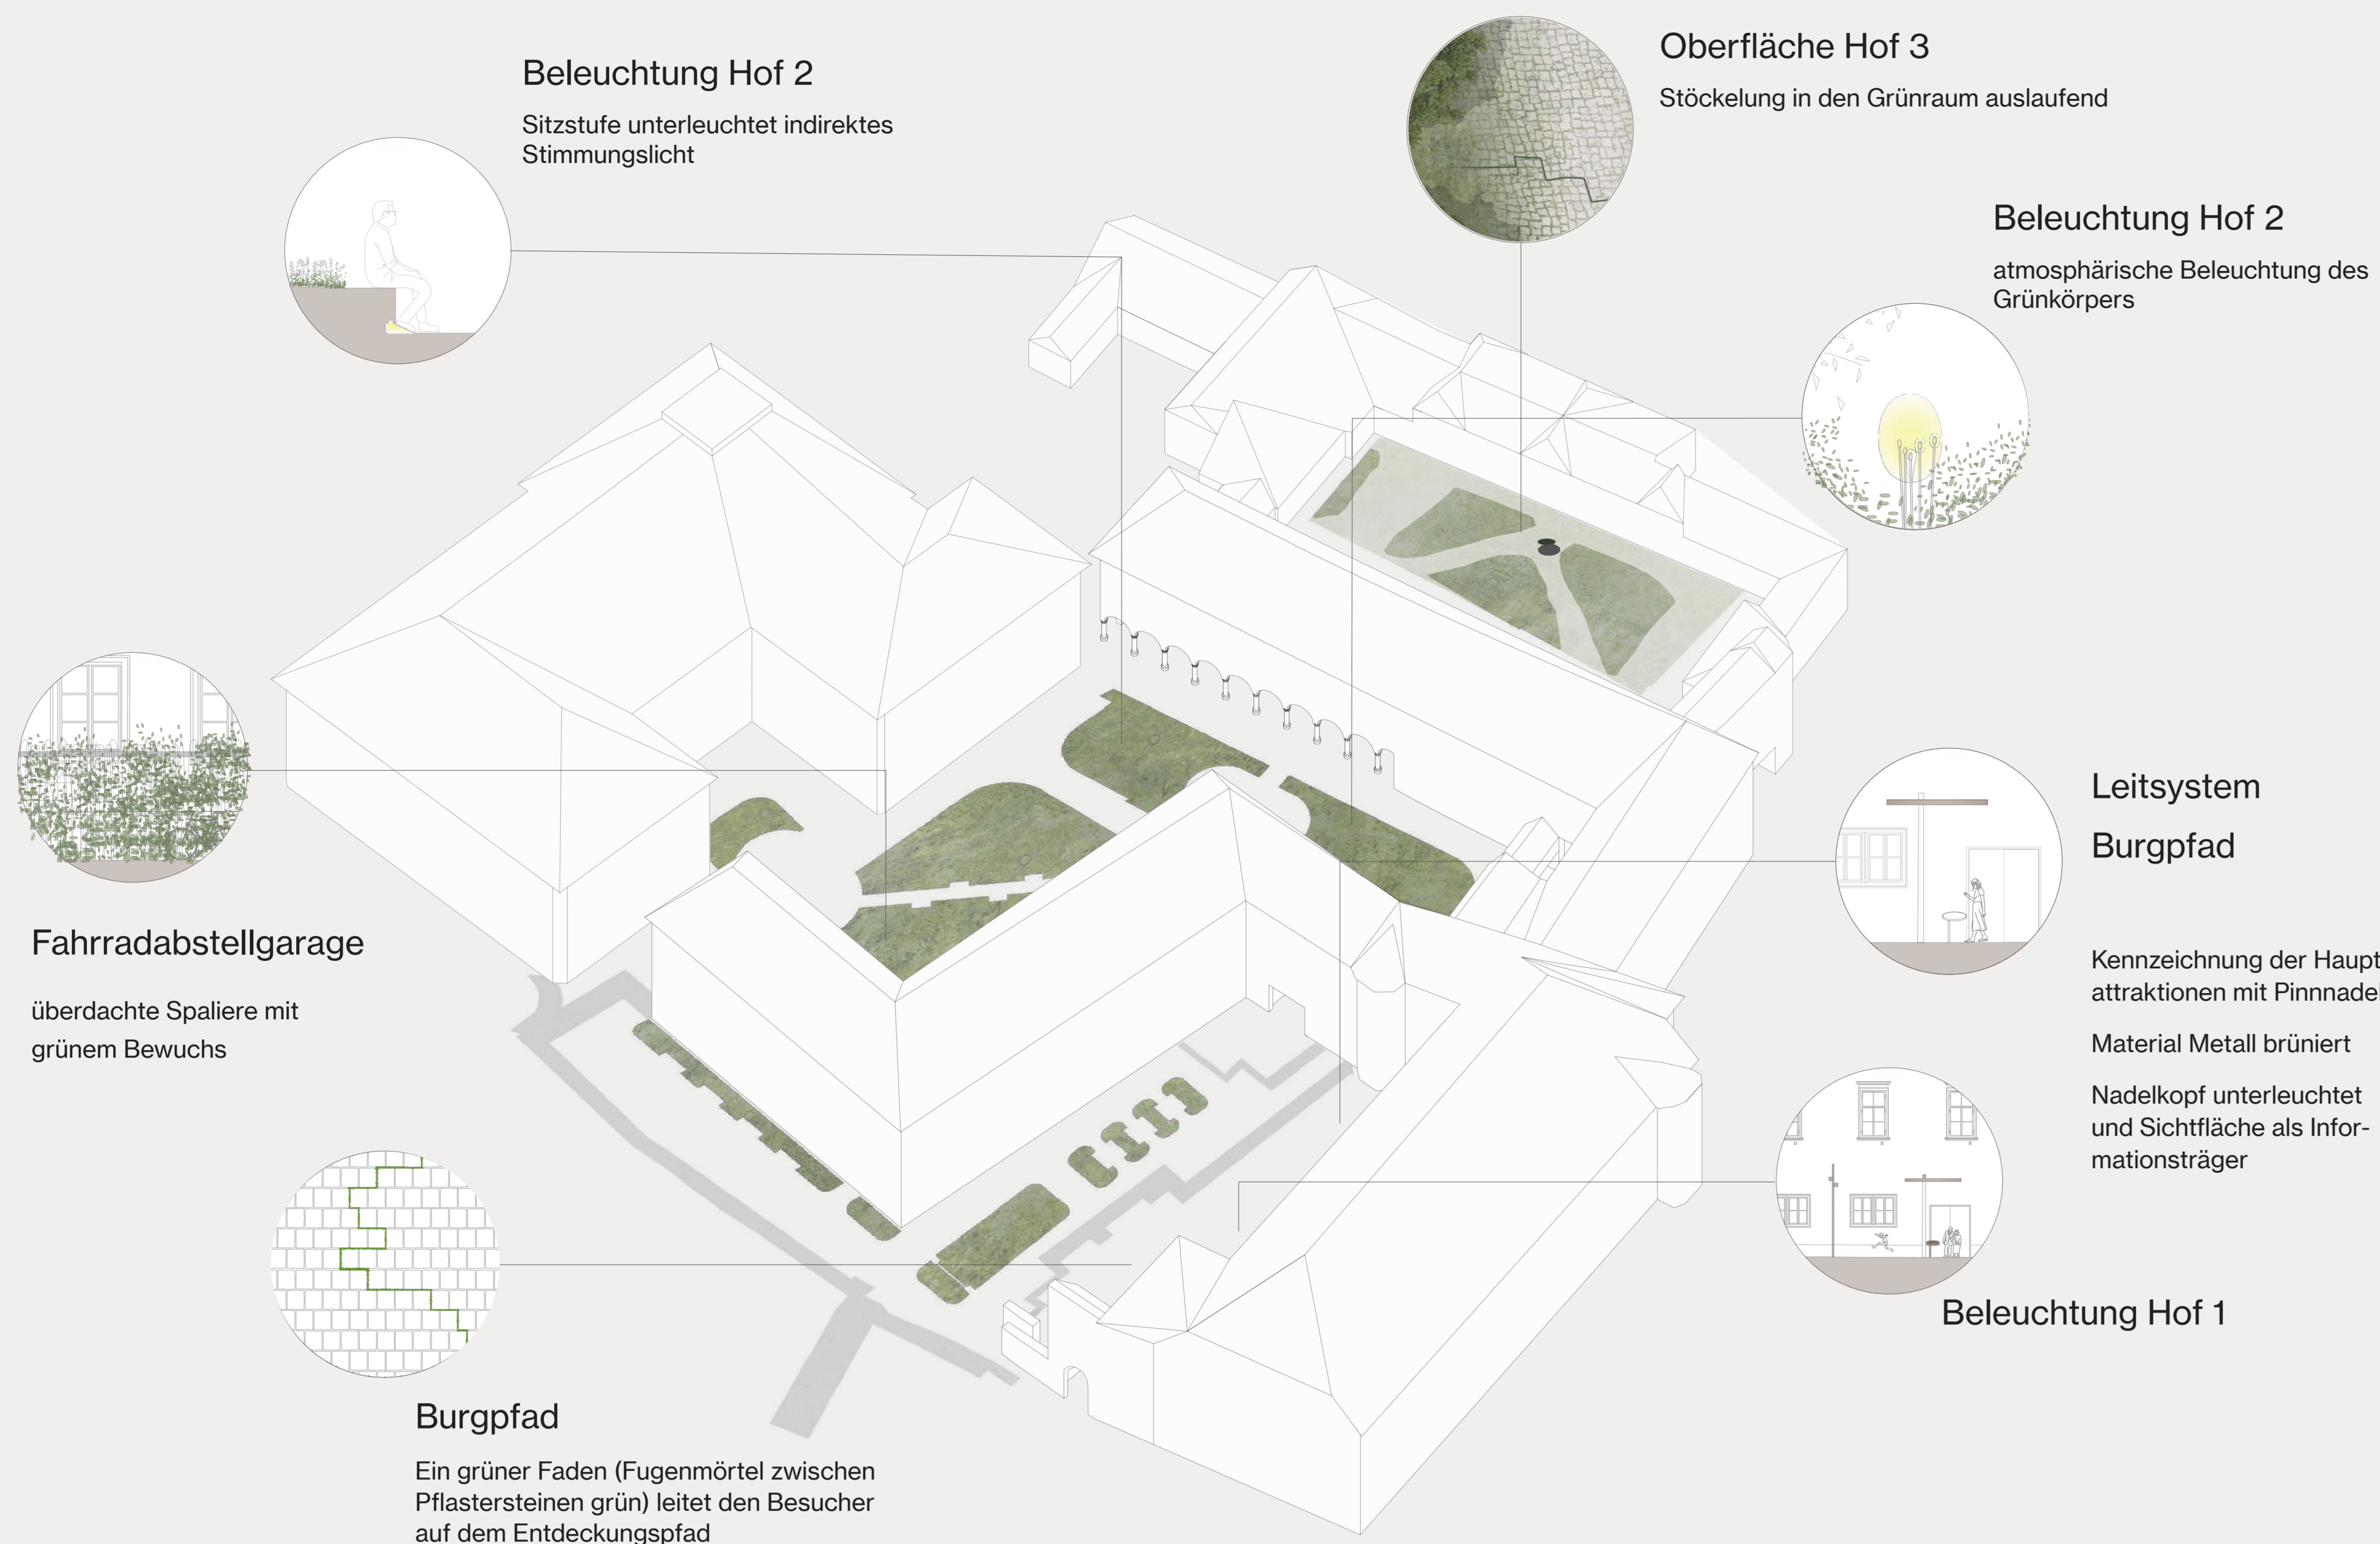 Beleuchtung Hof 2
Sitzstufe unterleuchtet indirektes
Stimmungslicht
Oberfläche Hof 3
Stöckelung in den Grünraum auslaufend
Beleuchtung Hof 2
atmosphärische Beleuchtung des
Grünkörpers
Fahrradabstellgarage
überdachte Spaliere mit
grünem Bewuchs
Leitsystem
Burgpfad
Kennzeichnung der Haupt
attraktionen mit Pinnnadel
Material Metall brüniert
Nadelkopf unterleuchtet
und Sichtfläche als Infor-
mationsträger
Beleuchtung Hof 1
Burgpfad
Ein grüner Faden (Fugenmörtel zwischen
Pflastersteinen grün) leitet den Besucher
auf dem Entdeckungspfad